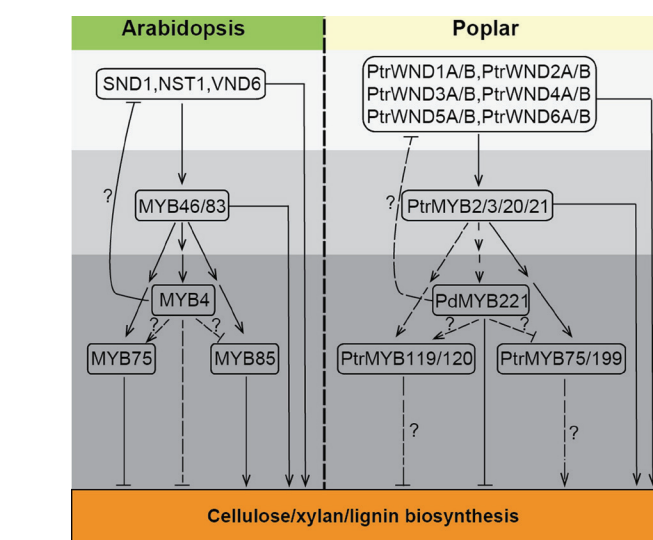 Arabidopsis
Poplar
SND1,NST1,VND6
PtrWND1A/B,PtrWND2A/B
PtrWND3A/B,PtrWND4A/B
PtrWND5A/B,PtrWND6A/B
?
?
MYB46/83
PtrMYB2/3/20/21
MYB4
PdMYB221
?
?
?
?
MYB75
MYB85
PtrMYB119/120
PtrMYB75/199
?
?
Cellulose/xylan/lignin biosynthesis